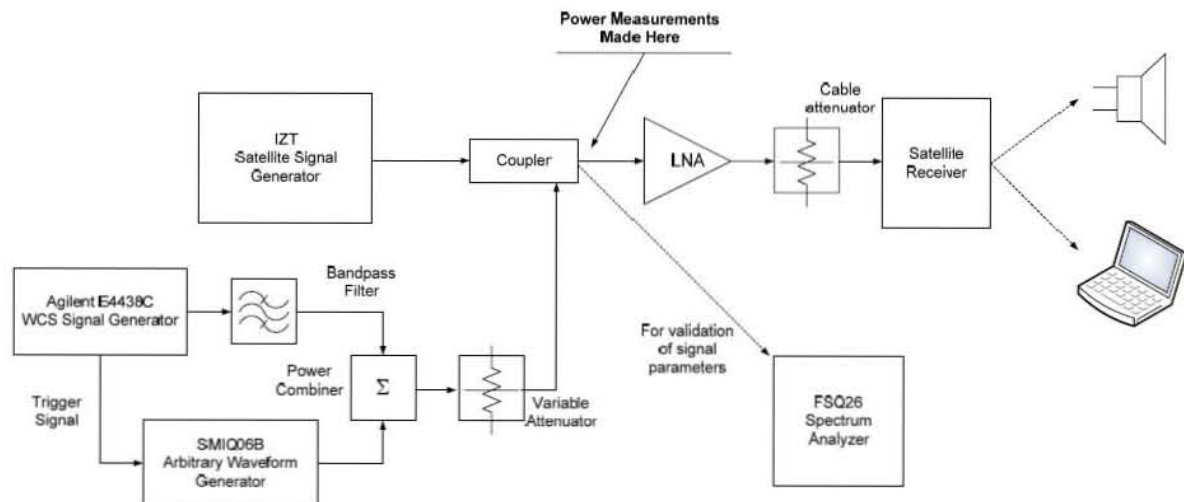 Power Measurements
Made Here
IZT
Satellite Signal
Generator
Coupler
LNA
Cable
attenuator
Satellite
Receiver
Agilent E4438C
WCS Signal Generator
Bandpass
Filter
Trigger
Signal
Power
Combiner
Σ
Variable
Attenuator
SMIQ06B
Arbitrary Waveform
Generator
For validation
of signal
parameters
FSQ26
Spectrum
Analyzer